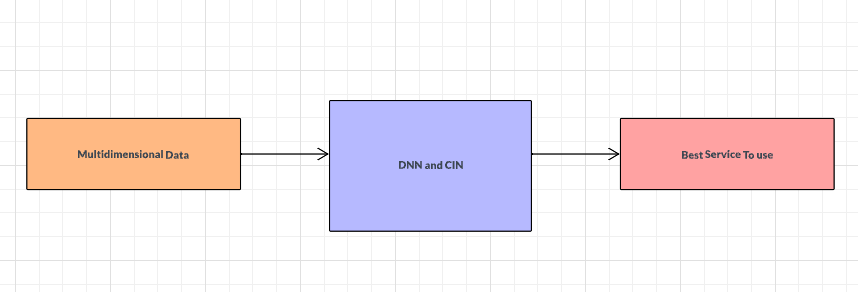 Multidimensional Data
DNN and CIN
Best Service To use